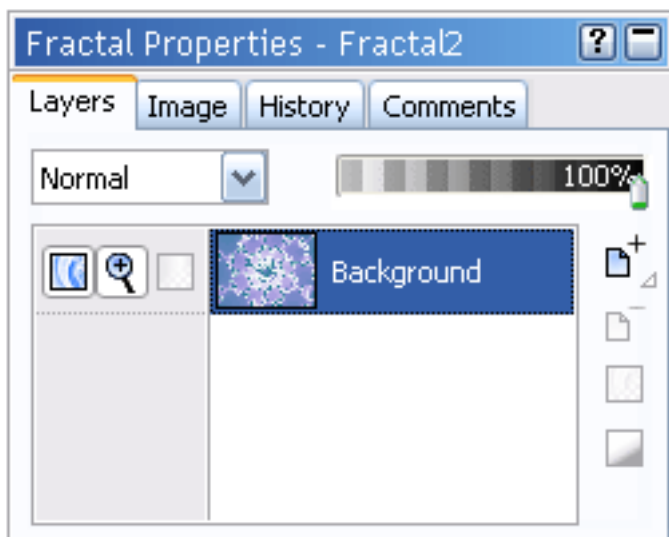 Fractal Properties - Fractal2
Layers Image History Comments
Normal 100%
Background